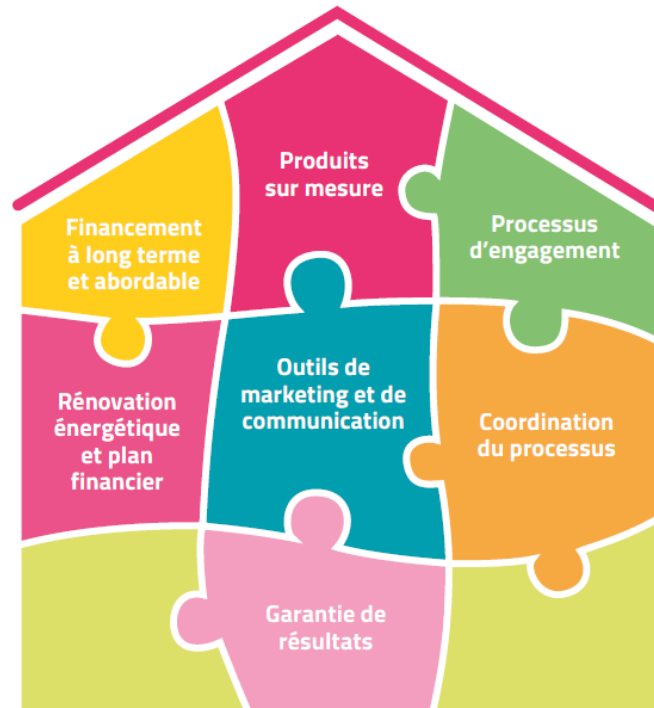 Produits
sur mesure
Financement
à long terme
et abordable
Processus
d’engagement
Outils de
marketing et de
communication
Rénovation
énergétique
et plan
financier
Coordination
du processus
Garantie de
résultats